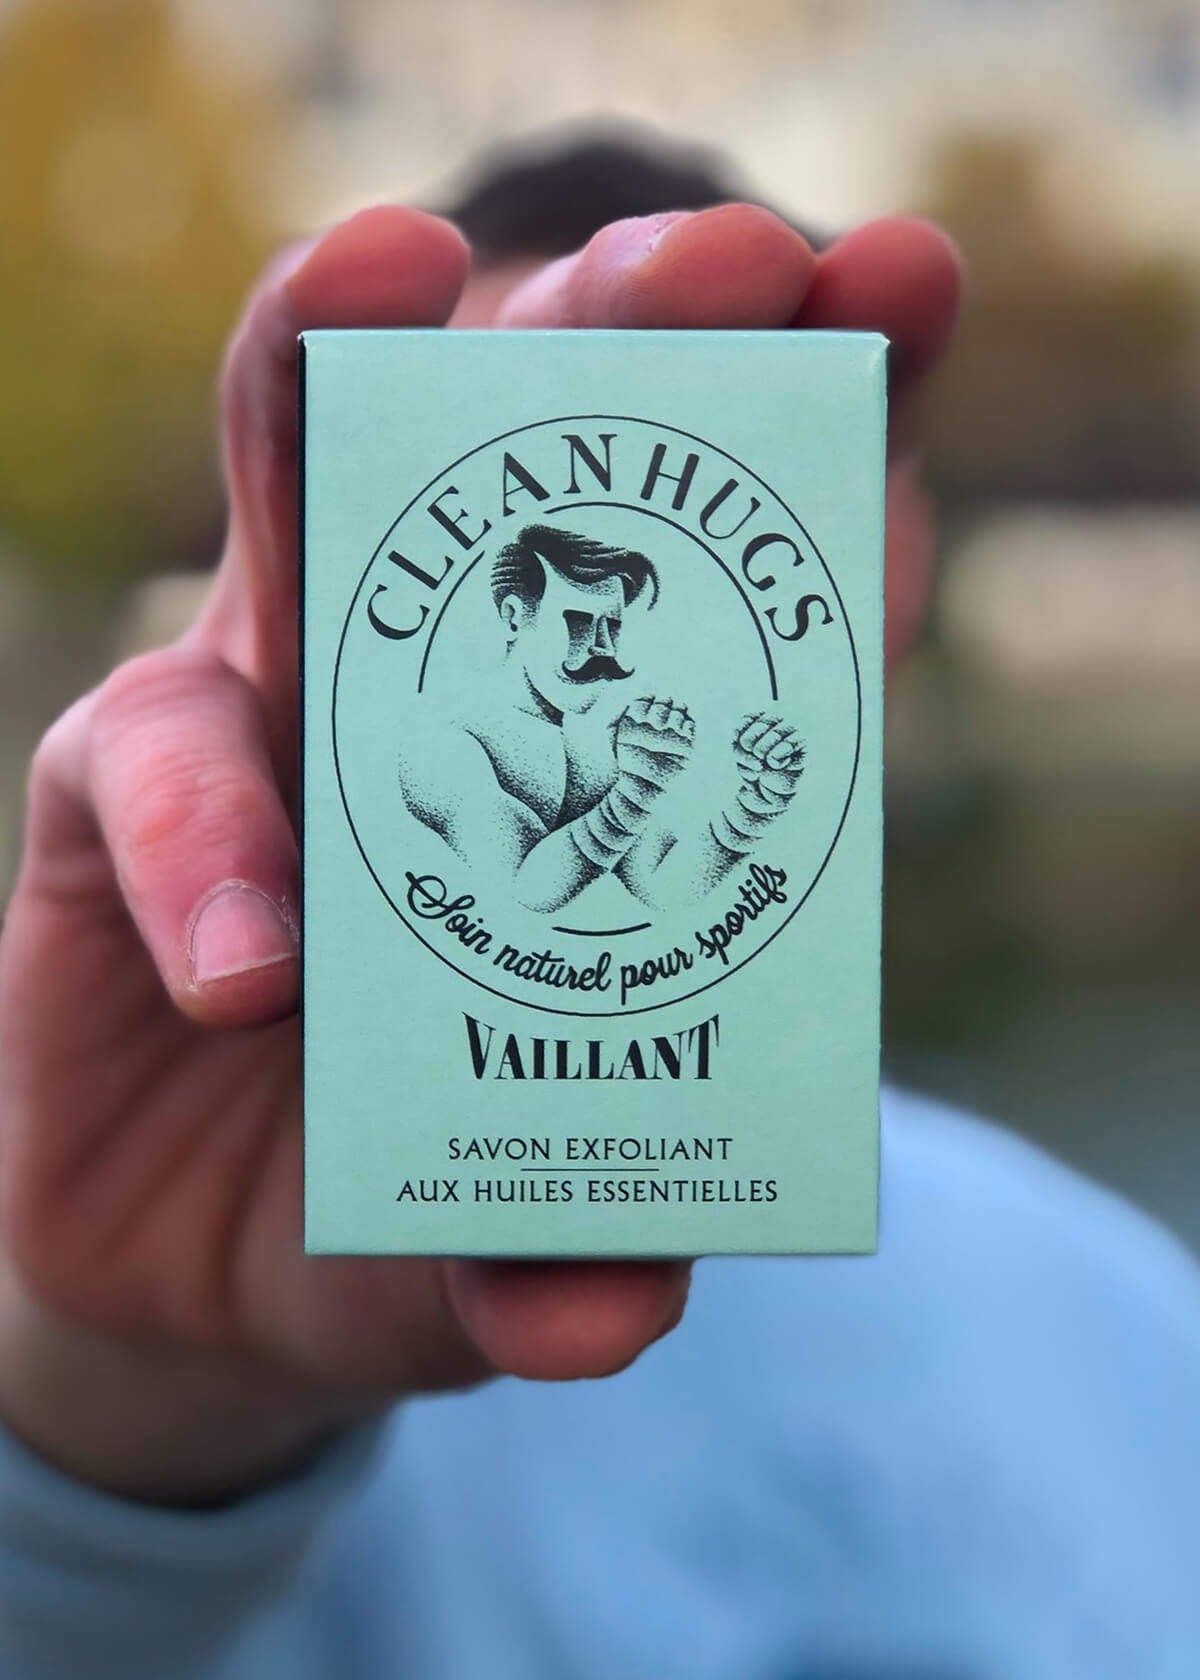 CLEANHUGS
Soin naturel pour sportifs
VAILLANT
SAVON EXFOLIANT
AUX HUILES ESSENTIELLES